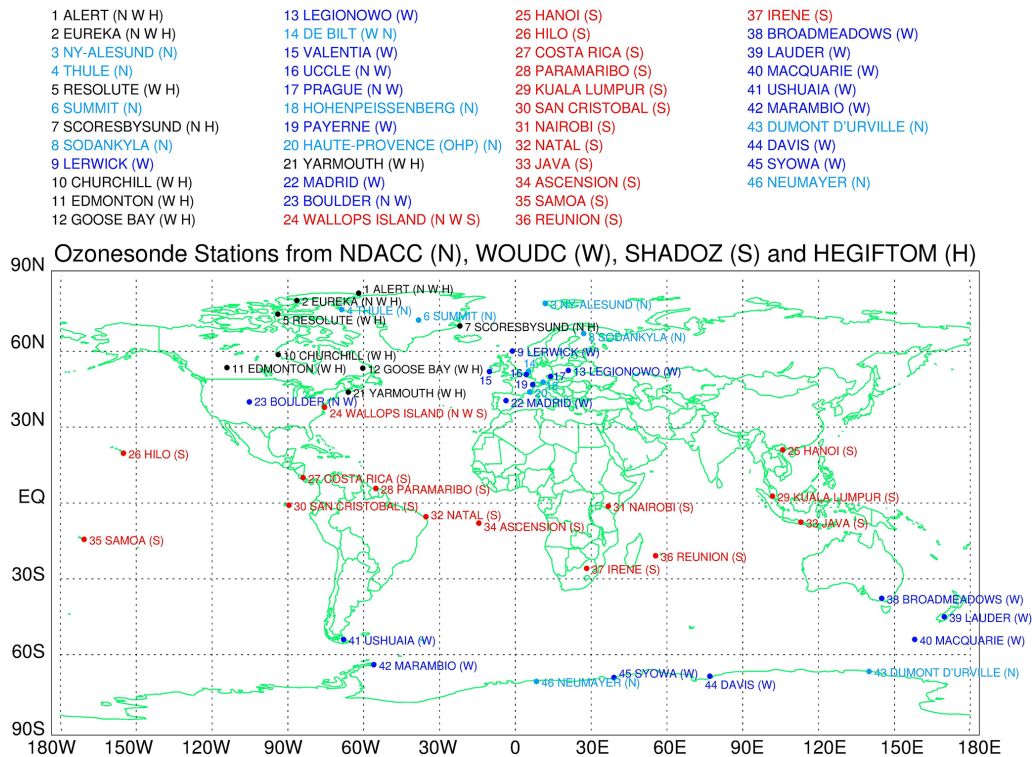 1 ALERT (N W H)
2 EUREKA (N W H)
3 NY-ALESUND (N)
4 THULE (N)
5 RESOLUTE (W H)
6 SUMMIT (N)
7 SCORESBYSUND (N H)
8 SODANKYLA (N)
9 LERWICK (W)
10 CHURCHILL (W H)
11 EDMONTON (W H)
12 GOOSE BAY (W H)
13 LEGIONOWO (W)
14 DE BILT (W N)
15 VALENTIA (W)
16 UCCLE (N W)
17 PRAGUE (N W)
18 HOHENPEISSENBERG (N)
19 PAYERNE (W)
20 HAUTE-PROVENCE (OHP) (N)
21 YARMOUTH (W H)
22 MADRID (W)
23 BOULDER (N W)
24 WALLOPS ISLAND (N W S)
25 HANOI (S)
26 HILO (S)
27 COSTA RICA (S)
28 PARAMARIBO (S)
29 KUALA LUMPUR (S)
30 SAN CRISTOBAL (S)
31 NAIROBI (S)
32 NATAL (S)
33 JAVA (S)
34 ASCENSION (S)
35 SAMOA (S)
36 REUNION (S)
37 IRENE (S)
38 BROADMEADOWS (W)
39 LAUDER (W)
40 MACQUARIE (W)
41 USHUAIA (W)
42 MARAMBIO (W)
43 DUMONT D'URVILLE (N)
44 DAVIS (W)
45 SYOWA (W)
46 NEUMAYER (N)
Ozonesonde Stations from NDACC (N), WOUDC (W), SHADOZ (S) and HEGIFTOM (H)
90N
1 ALERT (N W H)
2 EUREKA (N W H)
3 NY-ALESUND (N)
4 THULE (N)
5 RESOLUTE (W H)
6 SUMMIT (N)
7 SCORESBYSUND (N H)
8 SODANKYLA (N)
60N
9 LERWICK (W)
10 CHURCHILL (W H)
11 EDMONTON (W H)
12 GOOSE BAY (W H)
13 LEGIONOWO (W)
14
15
16
17
18
19
20
21 YARMOUTH (W H)
22 MADRID (W)
23 BOULDER (N W)
24 WALLOPS ISLAND (N W S)
30N
25 HANOI (S)
26 HILO (S)
27 COSTA RICA (S)
28 PARAMARIBO (S)
29 KUALA LUMPUR (S)
EQ
30 SAN CRISTOBAL (S)
31 NAIROBI (S)
32 NATAL (S)
33 JAVA (S)
34 ASCENSION (S)
35 SAMOA (S)
36 REUNION (S)
37 IRENE (S)
30S
38 BROADMEADOWS (W)
39 LAUDER (W)
40 MACQUARIE (W)
41 USHUAIA (W)
60S
42 MARAMBIO (W)
43 DUMONT D'URVILLE (N)
44 DAVIS (W)
45 SYOWA (W)
46 NEUMAYER (N)
90S
180W 150W 120W 90W 60W 30W 0 30E 60E 90E 120E 150E 180E